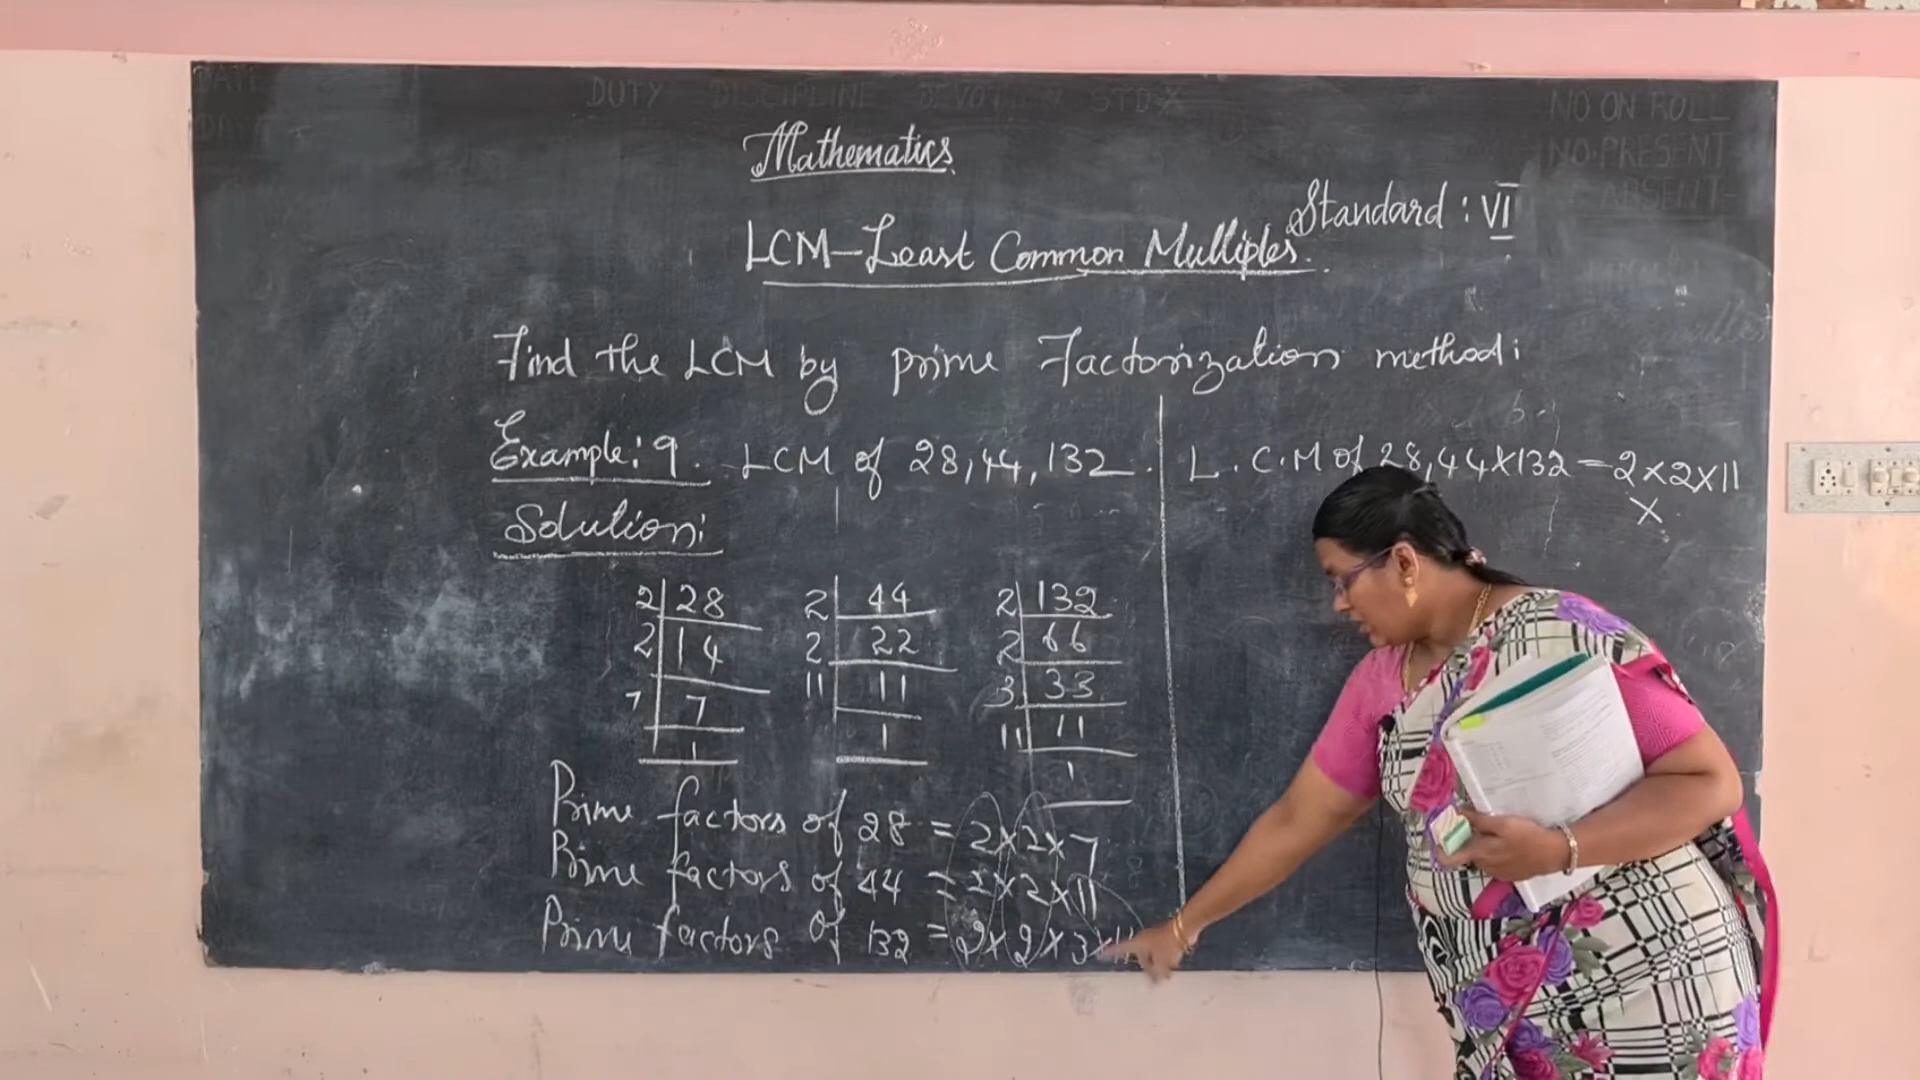 DATE
DUTY DISCIPLINE DEVOTION STD X
NO ON ROLL
DAY
NO. PRESENT
ABSENT
Mathematics
Standard : VI
LCM - Least Common Multiples.
Find the LCM by prime Factorization method:
Example: 9. LCM of 28, 44, 132.
Solution:
2 | 28
2 | 14
7 | 7
1
2 | 44
2 | 22
11 | 11
1
2 | 132
2 | 66
3 | 33
11 | 11
1
Prime factors of 28 = 2 × 2 × 7
Prime factors of 44 = 2 × 2 × 11
Prime factors of 132 = 2 × 2 × 3 × 11
L.C.M of 28, 44 × 132 = 2 × 2 × 11
×